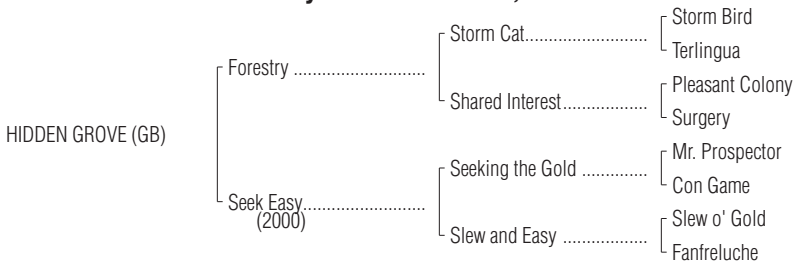 Storm Bird
Storm Cat..........................
Terlingua
Forestry ............................
Pleasant Colony
Shared Interest..................
Surgery
HIDDEN GROVE (GB)
Mr. Prospector
Seeking the Gold ..............
Con Game
Seek Easy..........................
(2000)
Slew o' Gold
Slew and Easy ..................
Fanfreluche